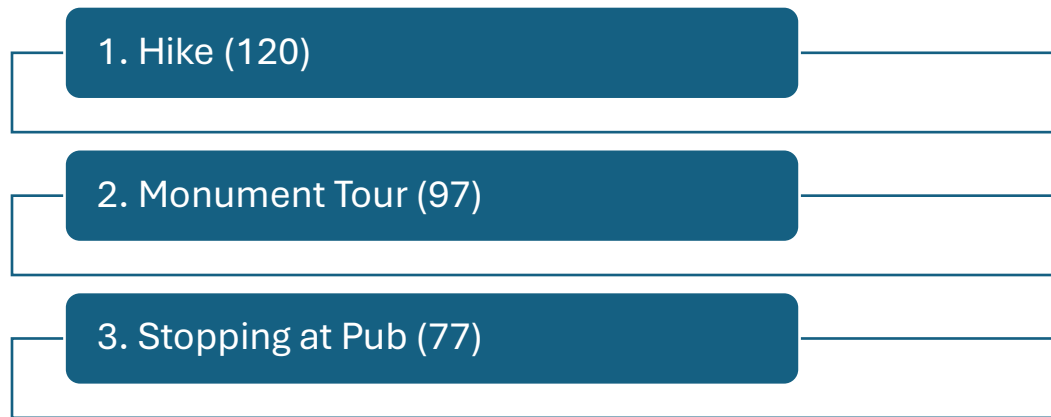 1. Hike (120)
2. Monument Tour (97)
3. Stopping at Pub (77)